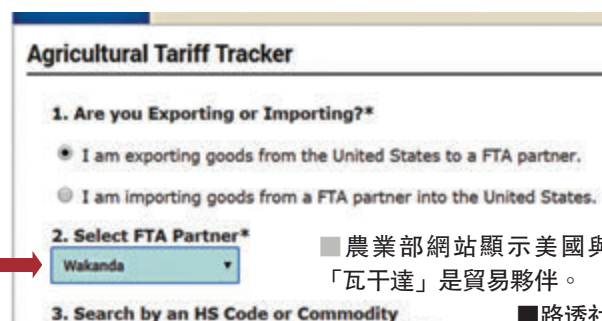 Agricultural Tariff Tracker
1. Are you Exporting or Importing?*
I am exporting goods from the United States to a FTA partner.
I am importing goods from a FTA partner into the United States.
2. Select FTA Partner*
Wakanda
農業部網站顯示美國與
「瓦干達」是貿易夥伴。
3. Search by an HS Code or Commodity
■路透社